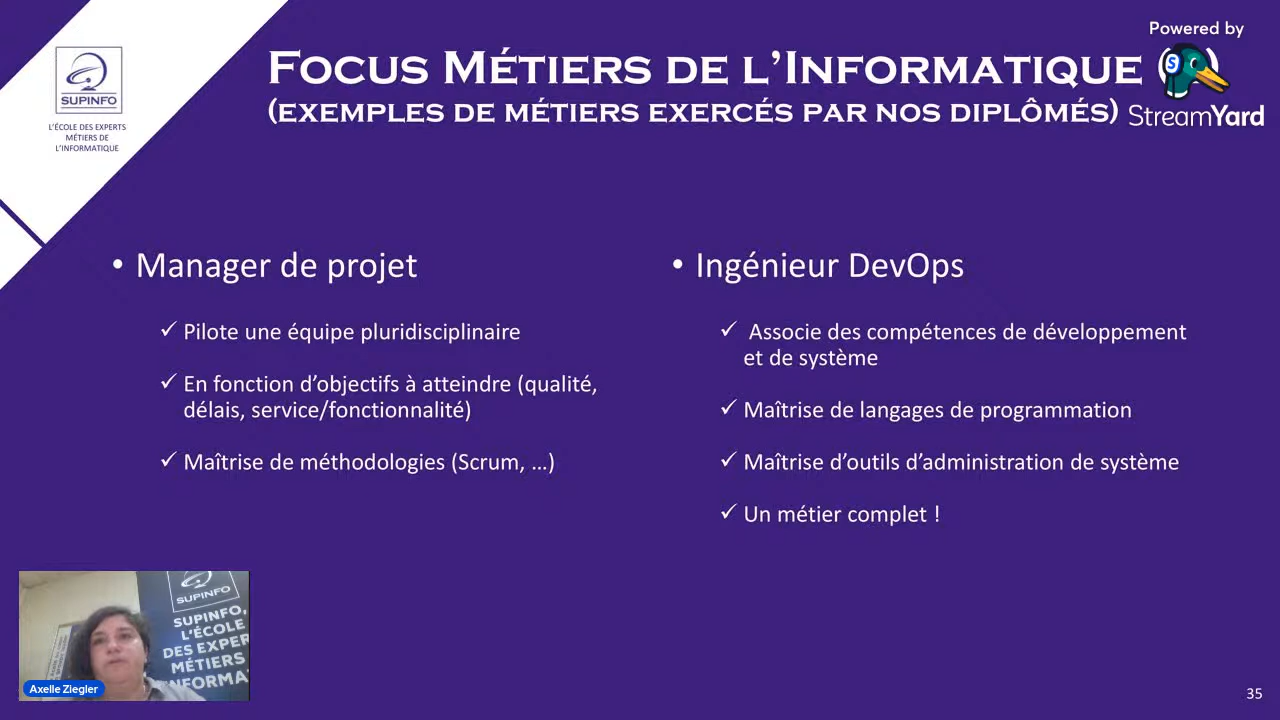 Powered by
StreamYard
SUPINFO
L'ÉCOLE DES EXPERTS
MÉTIERS DE
L'INFORMATIQUE
FOCUS MÉTIERS DE L'INFORMATIQUE
(EXEMPLES DE MÉTIERS EXERCÉS PAR NOS DIPLÔMÉS)
• Manager de projet
✓ Pilote une équipe pluridisciplinaire
✓ En fonction d'objectifs à atteindre (qualité,
délais, service/fonctionnalité)
✓ Maîtrise de méthodologies (Scrum, …)
• Ingénieur DevOps
✓ Associe des compétences de développement
et de système
✓ Maîtrise de langages de programmation
✓ Maîtrise d'outils d'administration de système
✓ Un métier complet !
SUPINFO
SUPINFO,
L'ÉCOLE
DES EXPER
MÉTIERS
NFORMA
Axelle Ziegler
35